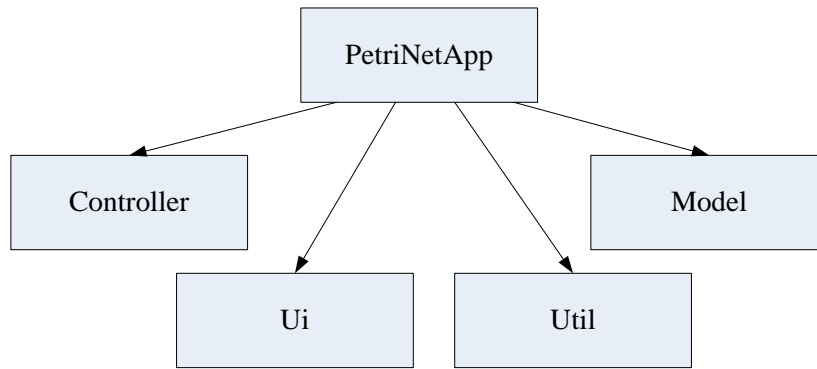 PetriNetApp
Controller
Model
Ui
Util